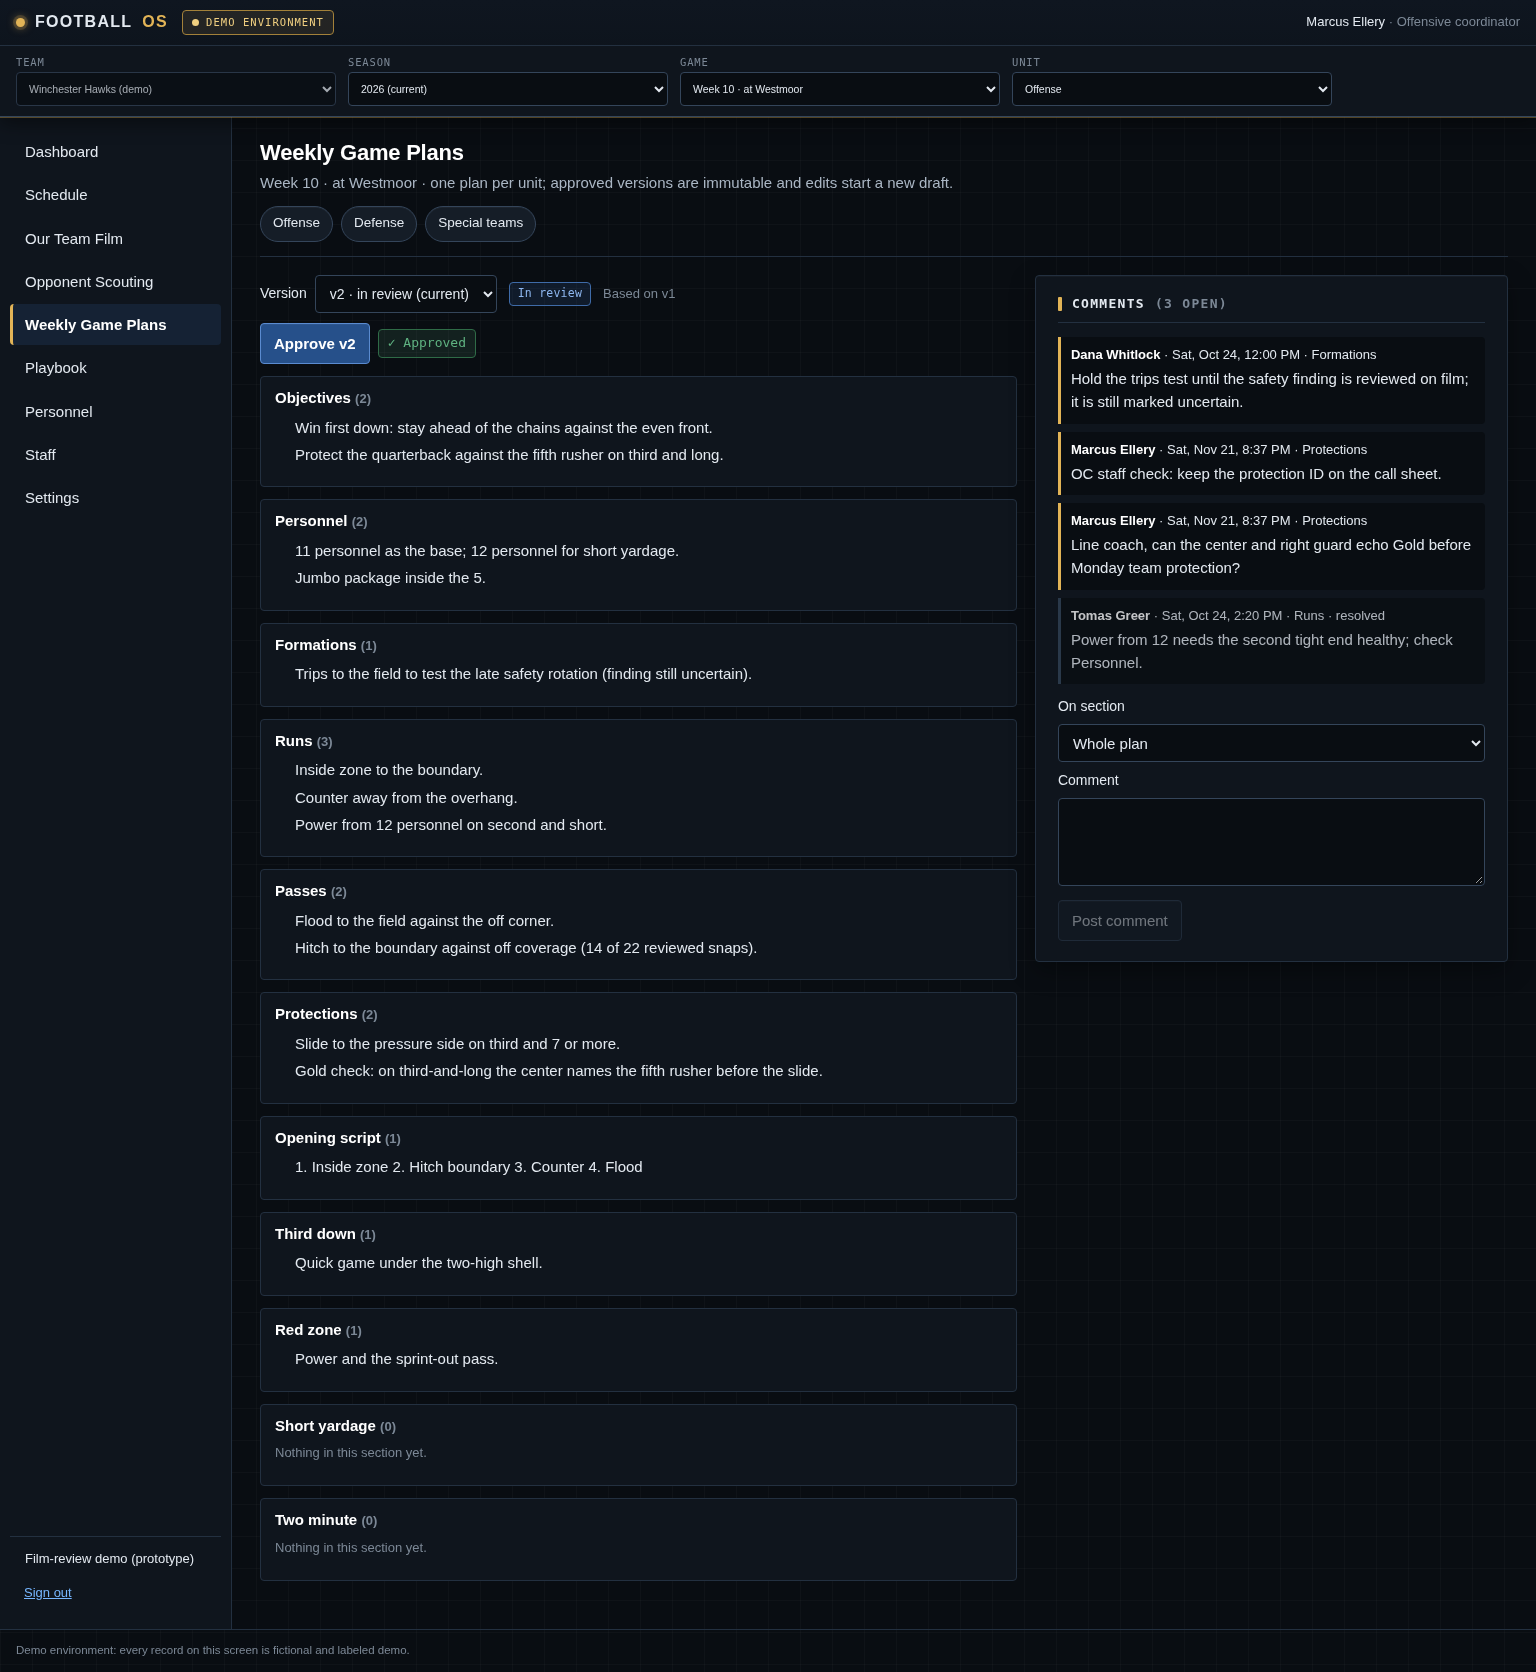 FOOTBALL OS
DEMO ENVIRONMENT
Marcus Ellery · Offensive coordinator
TEAM
Winchester Hawks (demo)
SEASON
2026 (current)
GAME
Week 10 · at Westmoor
UNIT
Offense
Dashboard
Schedule
Our Team Film
Opponent Scouting
Weekly Game Plans
Playbook
Personnel
Staff
Settings
Film-review demo (prototype)
Sign out
Weekly Game Plans
Week 10 · at Westmoor · one plan per unit; approved versions are immutable and edits start a new draft.
Offense
Defense
Special teams
Version
v2 · in review (current)
In review
Based on v1
Approve v2
✓ Approved
Objectives (2)
Win first down: stay ahead of the chains against the even front.
Protect the quarterback against the fifth rusher on third and long.
Personnel (2)
11 personnel as the base; 12 personnel for short yardage.
Jumbo package inside the 5.
Formations (1)
Trips to the field to test the late safety rotation (finding still uncertain).
Runs (3)
Inside zone to the boundary.
Counter away from the overhang.
Power from 12 personnel on second and short.
Passes (2)
Flood to the field against the off corner.
Hitch to the boundary against off coverage (14 of 22 reviewed snaps).
Protections (2)
Slide to the pressure side on third and 7 or more.
Gold check: on third-and-long the center names the fifth rusher before the slide.
Opening script (1)
1. Inside zone 2. Hitch boundary 3. Counter 4. Flood
Third down (1)
Quick game under the two-high shell.
Red zone (1)
Power and the sprint-out pass.
Short yardage (0)
Nothing in this section yet.
Two minute (0)
Nothing in this section yet.
COMMENTS (3 OPEN)
Dana Whitlock · Sat, Oct 24, 12:00 PM · Formations
Hold the trips test until the safety finding is reviewed on film;
it is still marked uncertain.
Marcus Ellery · Sat, Nov 21, 8:37 PM · Protections
OC staff check: keep the protection ID on the call sheet.
Marcus Ellery · Sat, Nov 21, 8:37 PM · Protections
Line coach, can the center and right guard echo Gold before
Monday team protection?
Tomas Greer · Sat, Oct 24, 2:20 PM · Runs · resolved
Power from 12 needs the second tight end healthy; check
Personnel.
On section
Whole plan
Comment
Post comment
Demo environment: every record on this screen is fictional and labeled demo.